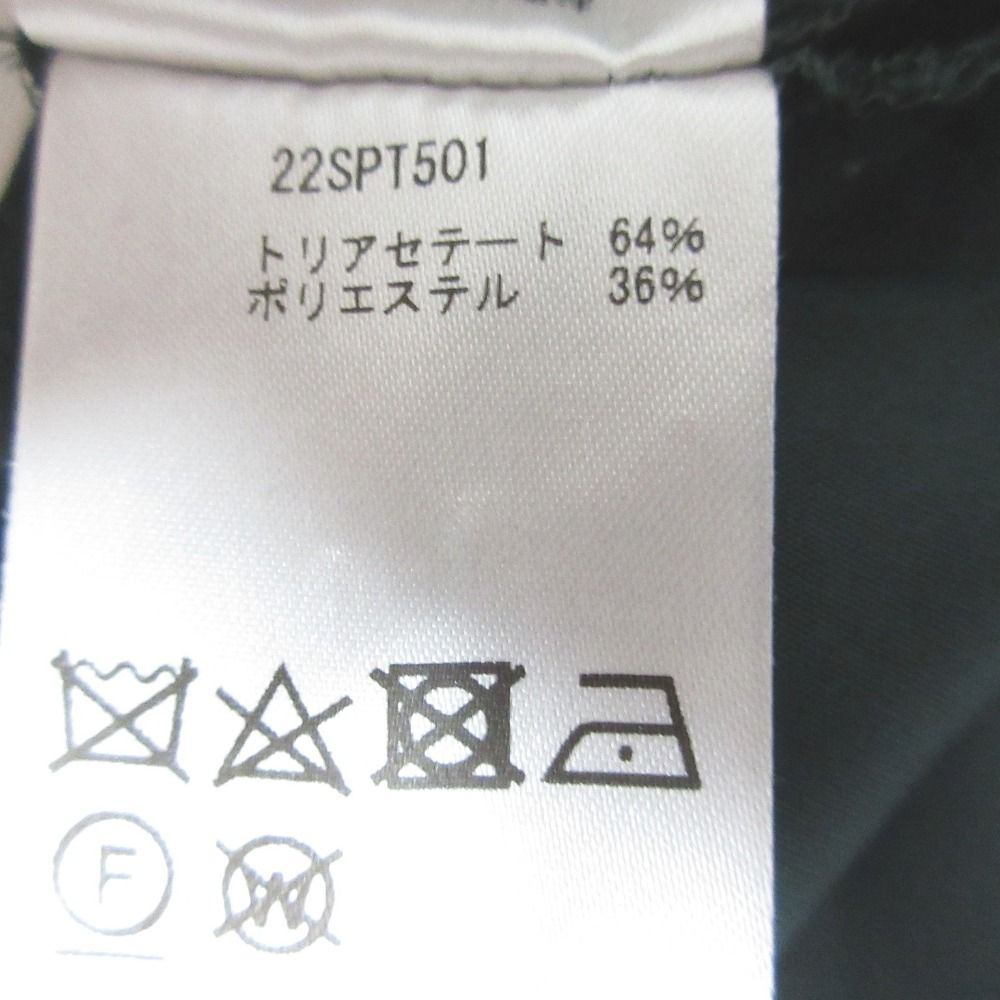 22SPT501
トリアセテート 64%
ポリエステル 36%
F
W